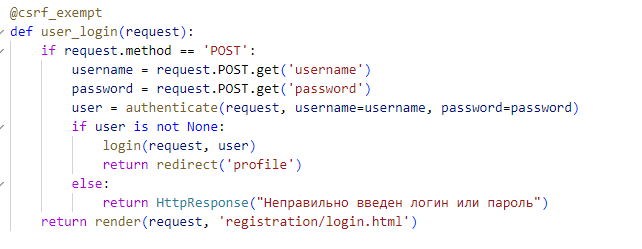 @csrf_exempt
def user_login(request):
    if request.method == 'POST':
        username = request.POST.get('username')
        password = request.POST.get('password')
        user = authenticate(request, username=username, password=password)
        if user is not None:
            login(request, user)
            return redirect('profile')
        else:
            return HttpResponse("Неправильно введен логин или пароль")
    return render(request, 'registration/login.html')